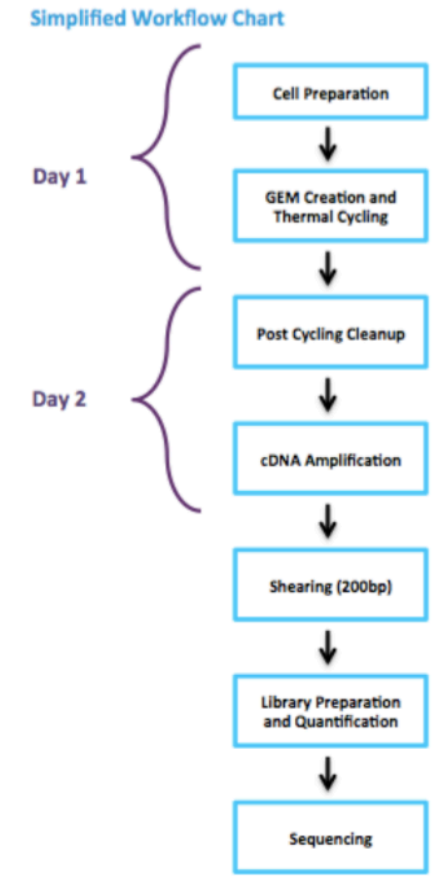 Simplified Workflow Chart
Cell Preparation
Day 1
GEM Creation and
Thermal Cycling
Post Cycling Cleanup
Day 2
cDNA Amplification
Shearing (200bp)
Library Preparation
and Quantification
Sequencing